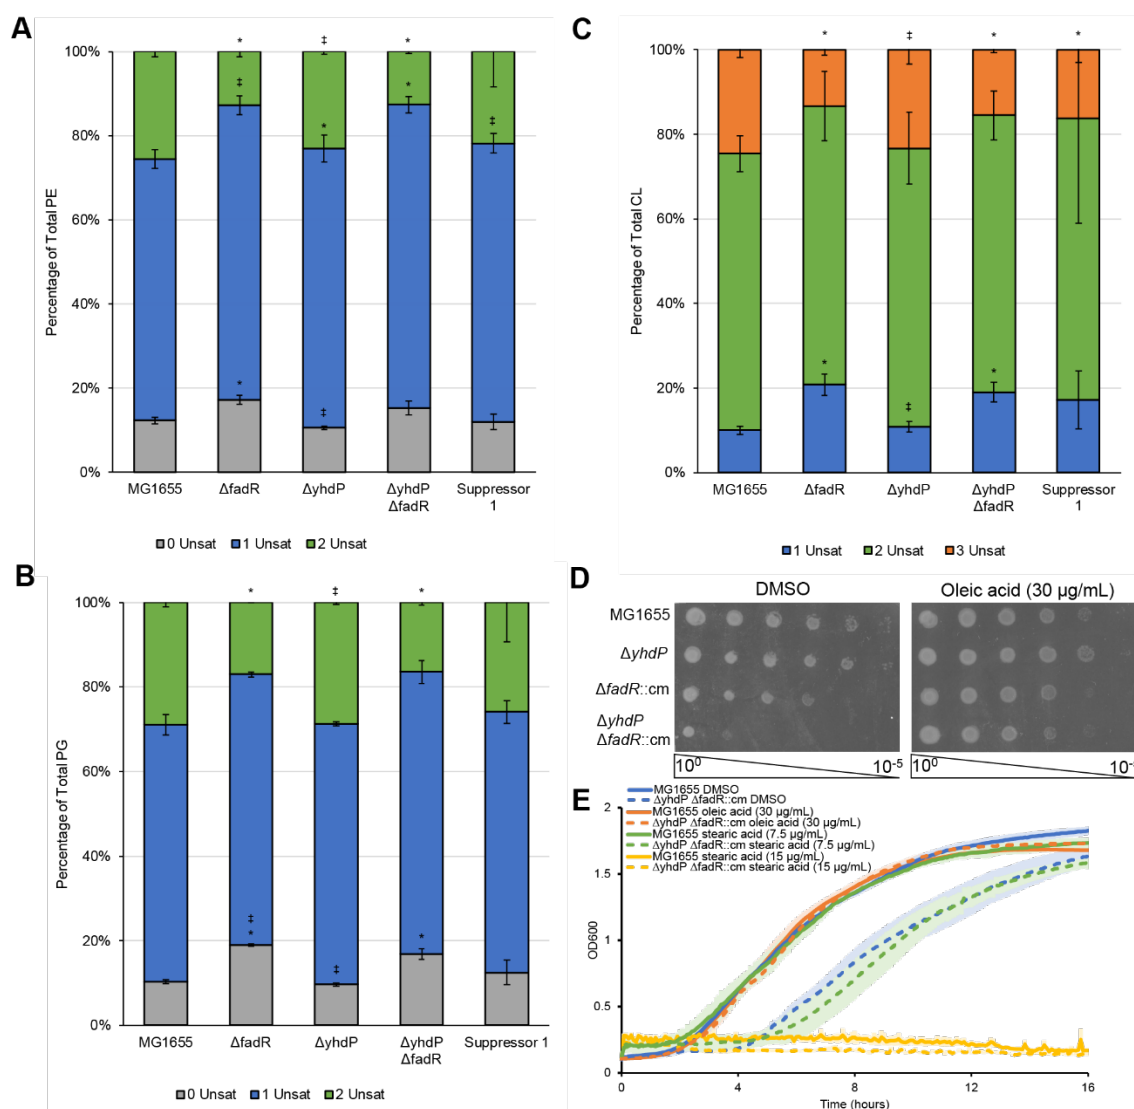 A
Percentage of Total PE
100%
80%
60%
40%
20%
0%
* ‡ *
‡ * * ‡
* ‡
MG1655 ΔfadR ΔyhdP ΔyhdP ΔfadR Suppressor 1
0 Unsat 1 Unsat 2 Unsat
B
Percentage of Total PG
100%
80%
60%
40%
20%
0%
* ‡ *
‡
* ‡ *
MG1655 ΔfadR ΔyhdP ΔyhdP ΔfadR Suppressor 1
0 Unsat 1 Unsat 2 Unsat
C
Percentage of Total CL
100%
80%
60%
40%
20%
0%
* ‡ * *
* ‡ *
MG1655 ΔfadR ΔyhdP ΔyhdP ΔfadR Suppressor 1
1 Unsat 2 Unsat 3 Unsat
D
DMSO Oleic acid (30 µg/mL)
MG1655
ΔyhdP
ΔfadR::cm
ΔyhdP
ΔfadR::cm
10⁰ 10⁻⁵ 10⁰
E
MG1655 DMSO
ΔyhdP ΔfadR::cm DMSO
MG1655 oleic acid (30 µg/mL)
ΔyhdP ΔfadR::cm oleic acid (30 µg/mL)
MG1655 stearic acid (7.5 µg/mL)
ΔyhdP ΔfadR::cm stearic acid (7.5 µg/mL)
MG1655 stearic acid (15 µg/mL)
ΔyhdP ΔfadR::cm stearic acid (15 µg/mL)
OD600
2
1.5
1
0.5
0
0 4 8 12 16
Time (hours)